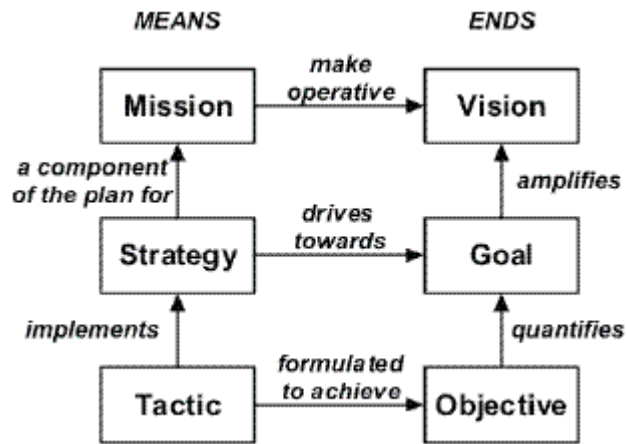 MEANS
ENDS
Mission
make
operative
Vision
a component
of the plan for
amplifies
Strategy
drives
towards
Goal
implements
quantifies
Tactic
formulated
to achieve
Objective